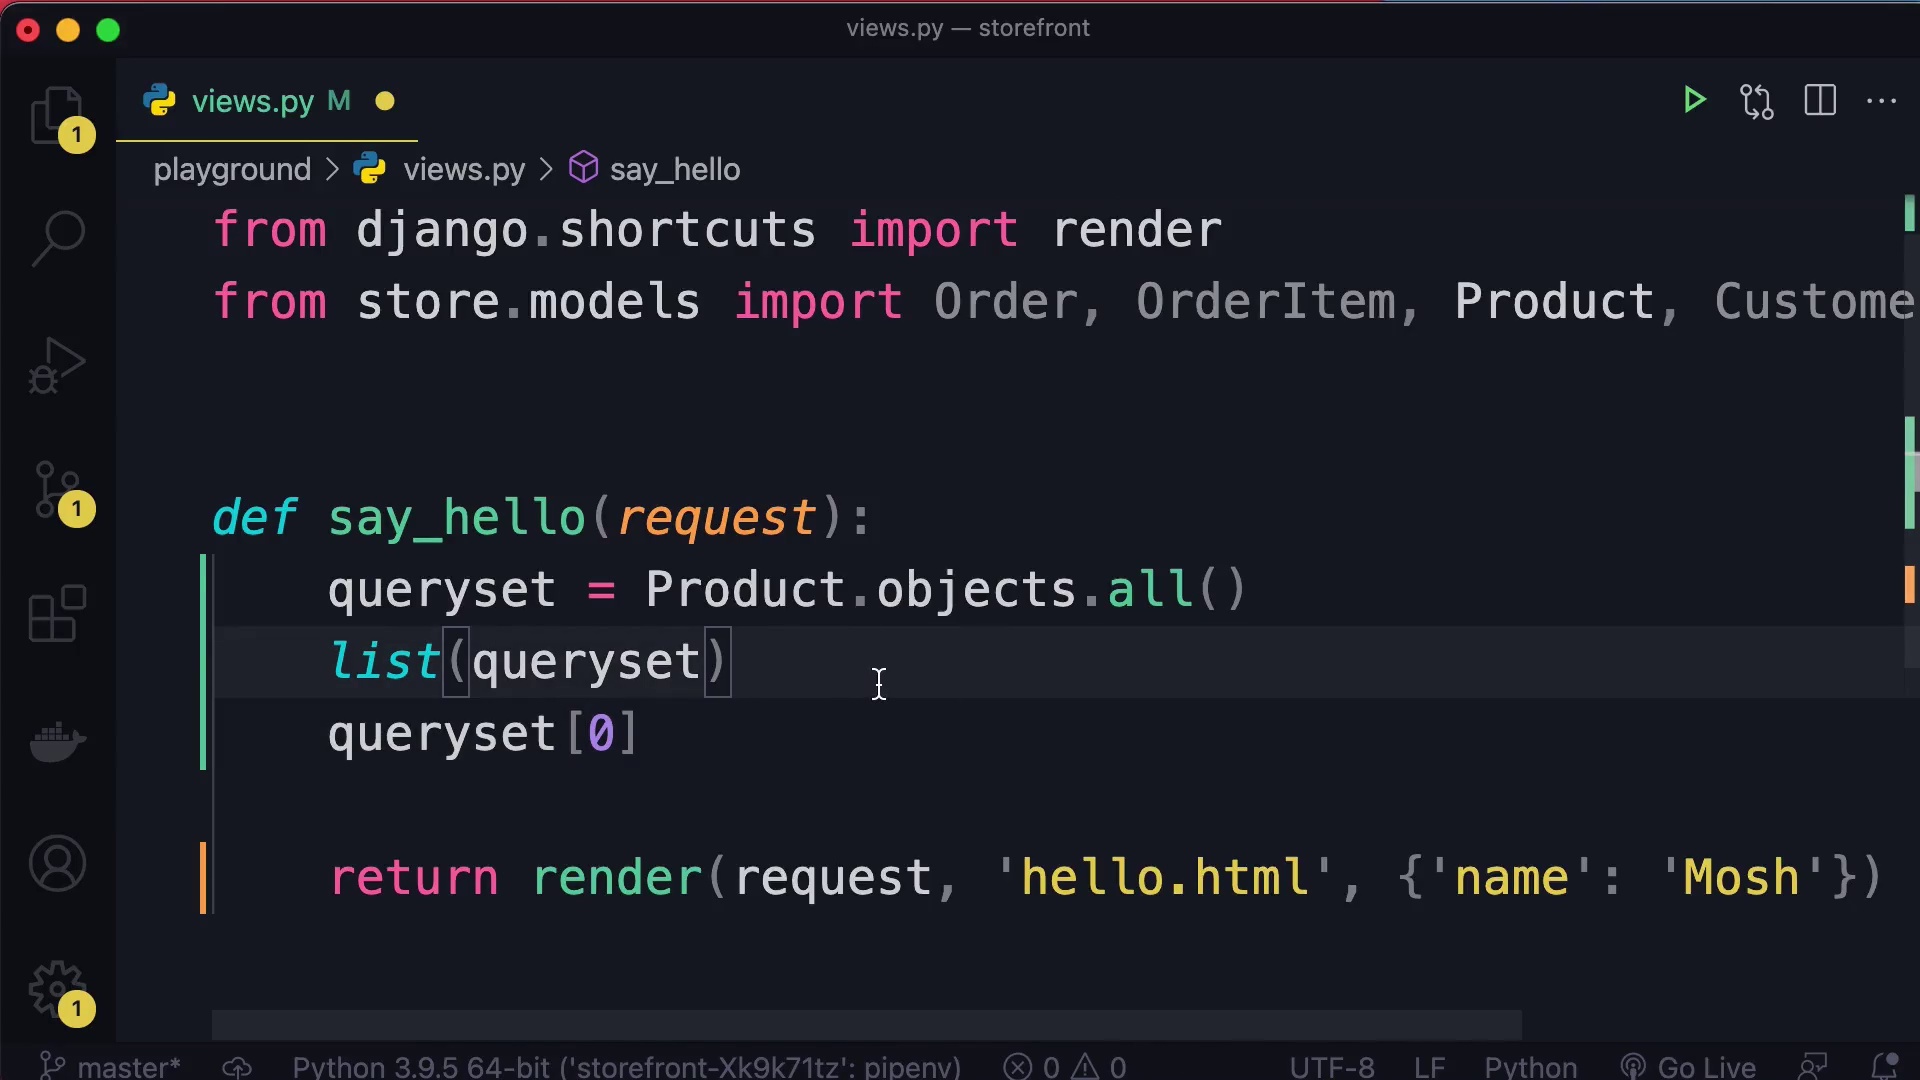 views.py — storefront
views.py M
playground > views.py > say_hello
from django.shortcuts import render
from store.models import Order, OrderItem, Product, Custome
def say_hello(request):
queryset = Product.objects.all()
list(queryset)
queryset[0]
return render(request, 'hello.html', {'name': 'Mosh'})
1
1
1
master* Python 3.9.5 64-bit ('storefront-Xk9k71tz': pipenv) 0 0 UTF-8 LF Python Go Live